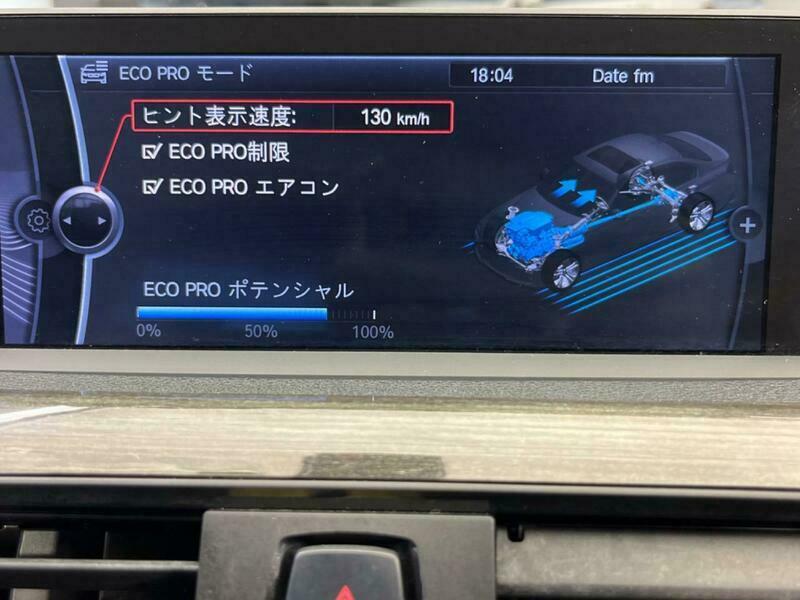 ECO PRO モード 18:04 Date fm
ヒント表示速度: 130 km/h
ECO PRO制限
ECO PRO エアコン
ECO PRO ポテンシャル
0% 50% 100%